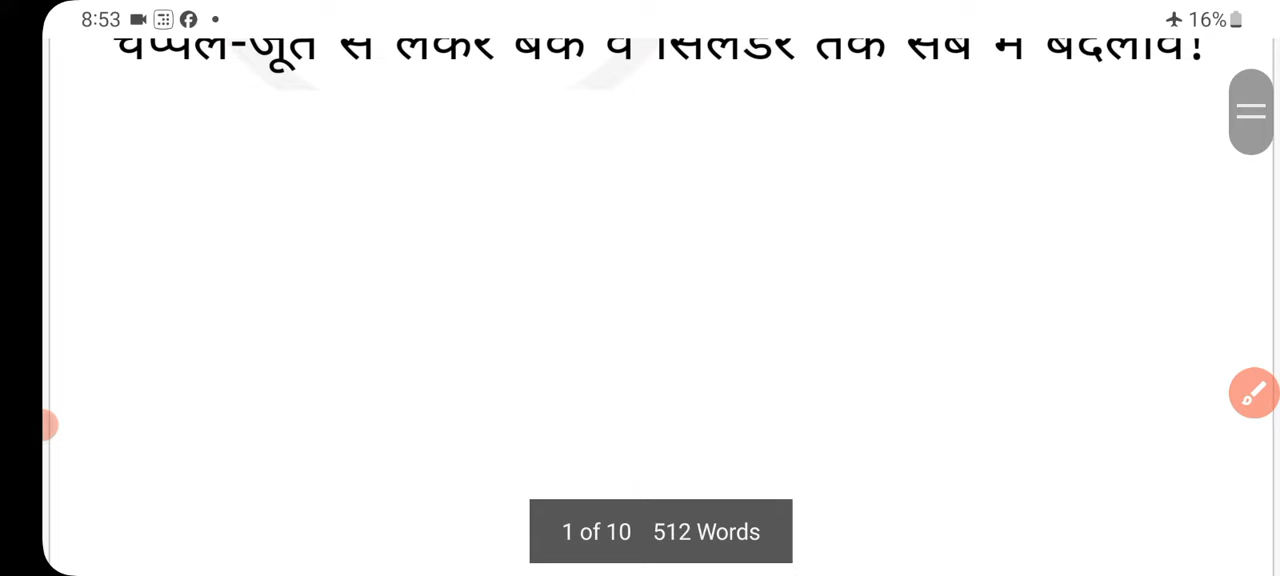 8:53 16%
चप्पल-जूते से लेकर बैंक व सिलेंडर तक सब में बदलाव!
1 of 10 512 Words